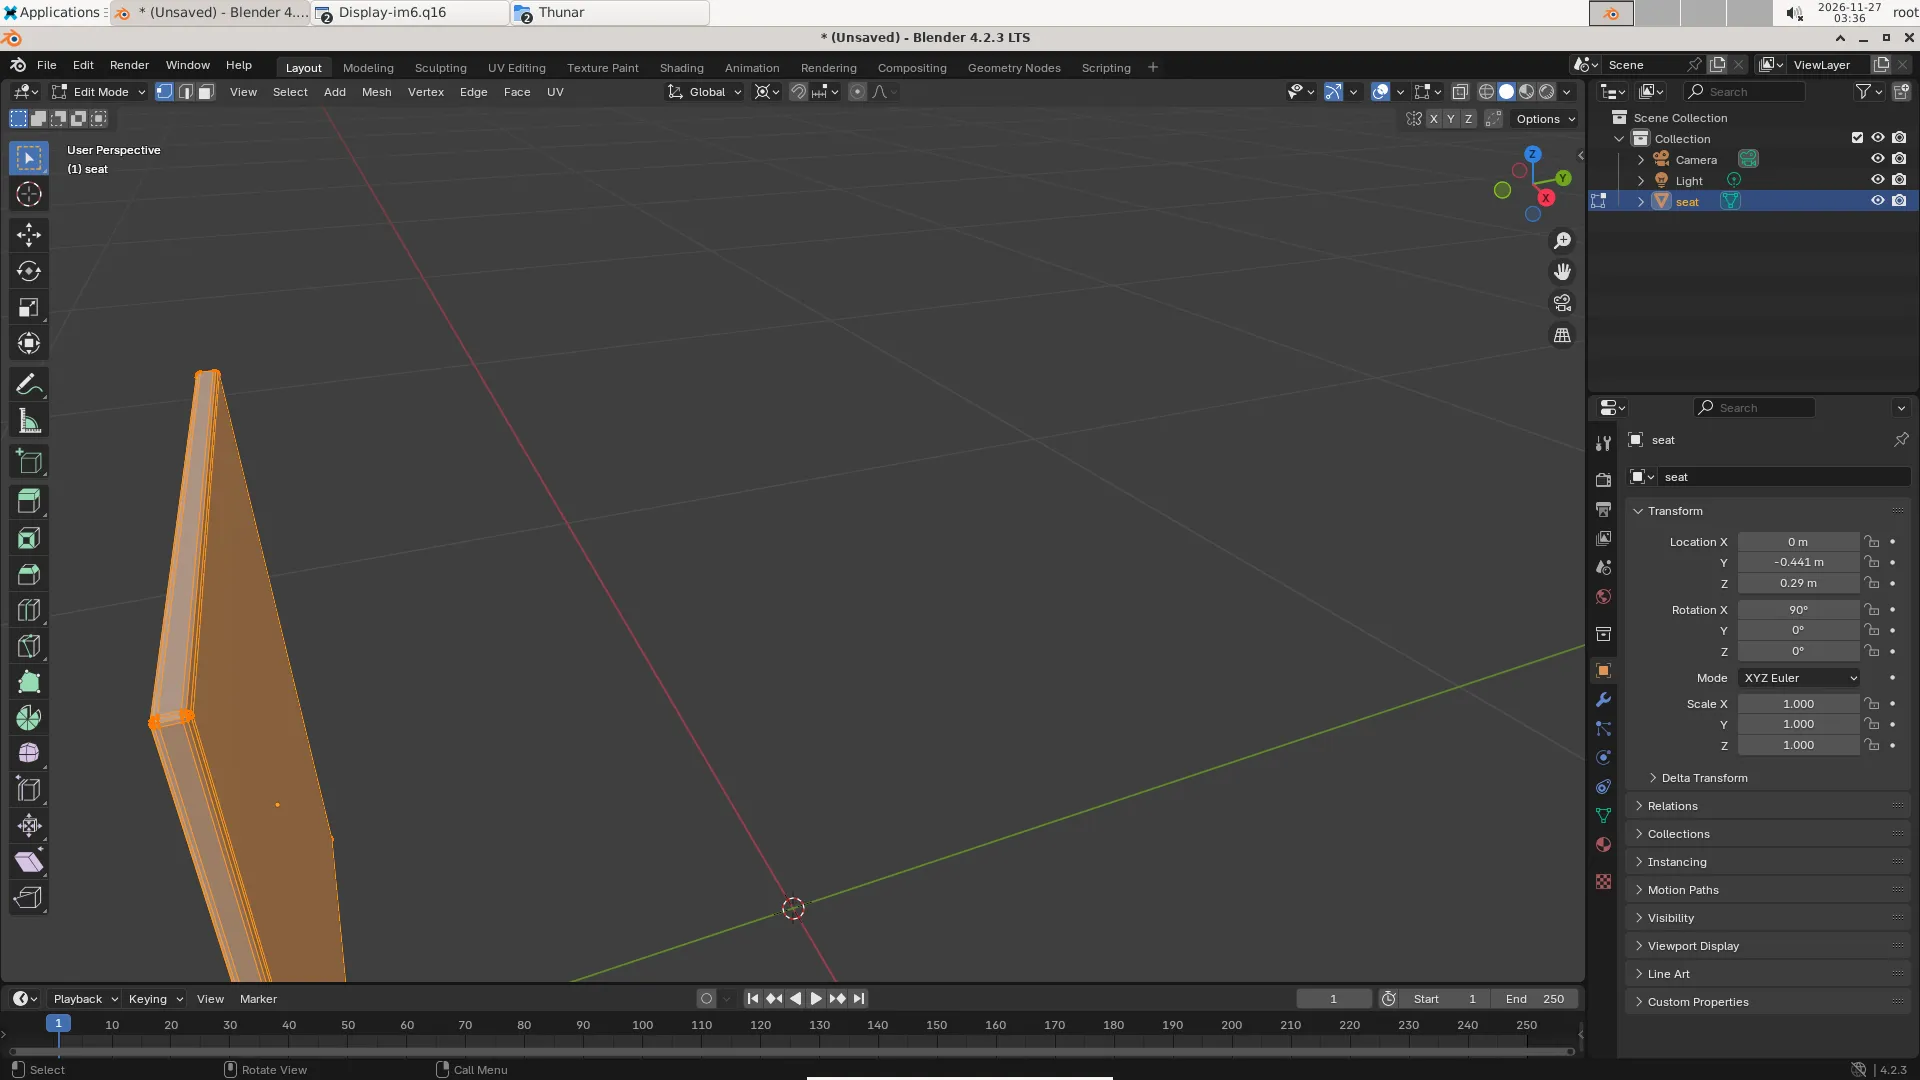 Applications
* (Unsaved) - Blender 4....
2
Display-im6.q16
2
Thunar
2026-11-27
03:36
root
* (Unsaved) - Blender 4.2.3 LTS
File
Edit
Render
Window
Help
Layout
Modeling
Sculpting
UV Editing
Texture Paint
Shading
Animation
Rendering
Compositing
Geometry Nodes
Scripting
Scene
ViewLayer
Edit Mode
View
Select
Add
Mesh
Vertex
Edge
Face
UV
Global
Search
X
Y
Z
Options
User Perspective
(1) seat
Z
Y
X
Scene Collection
Collection
Camera
Light
seat
Search
seat
seat
Transform
Location X
0 m
Y
-0.441 m
Z
0.29 m
Rotation X
90°
Y
0°
Z
0°
Mode
XYZ Euler
Scale X
1.000
Y
1.000
Z
1.000
Delta Transform
Relations
Collections
Instancing
Motion Paths
Visibility
Viewport Display
Line Art
Custom Properties
Playback
Keying
View
Marker
1
Start
1
End
250
1
10
20
30
40
50
60
70
80
90
100
110
120
130
140
150
160
170
180
190
200
210
220
230
240
250
Select
Rotate View
Call Menu
4.2.3